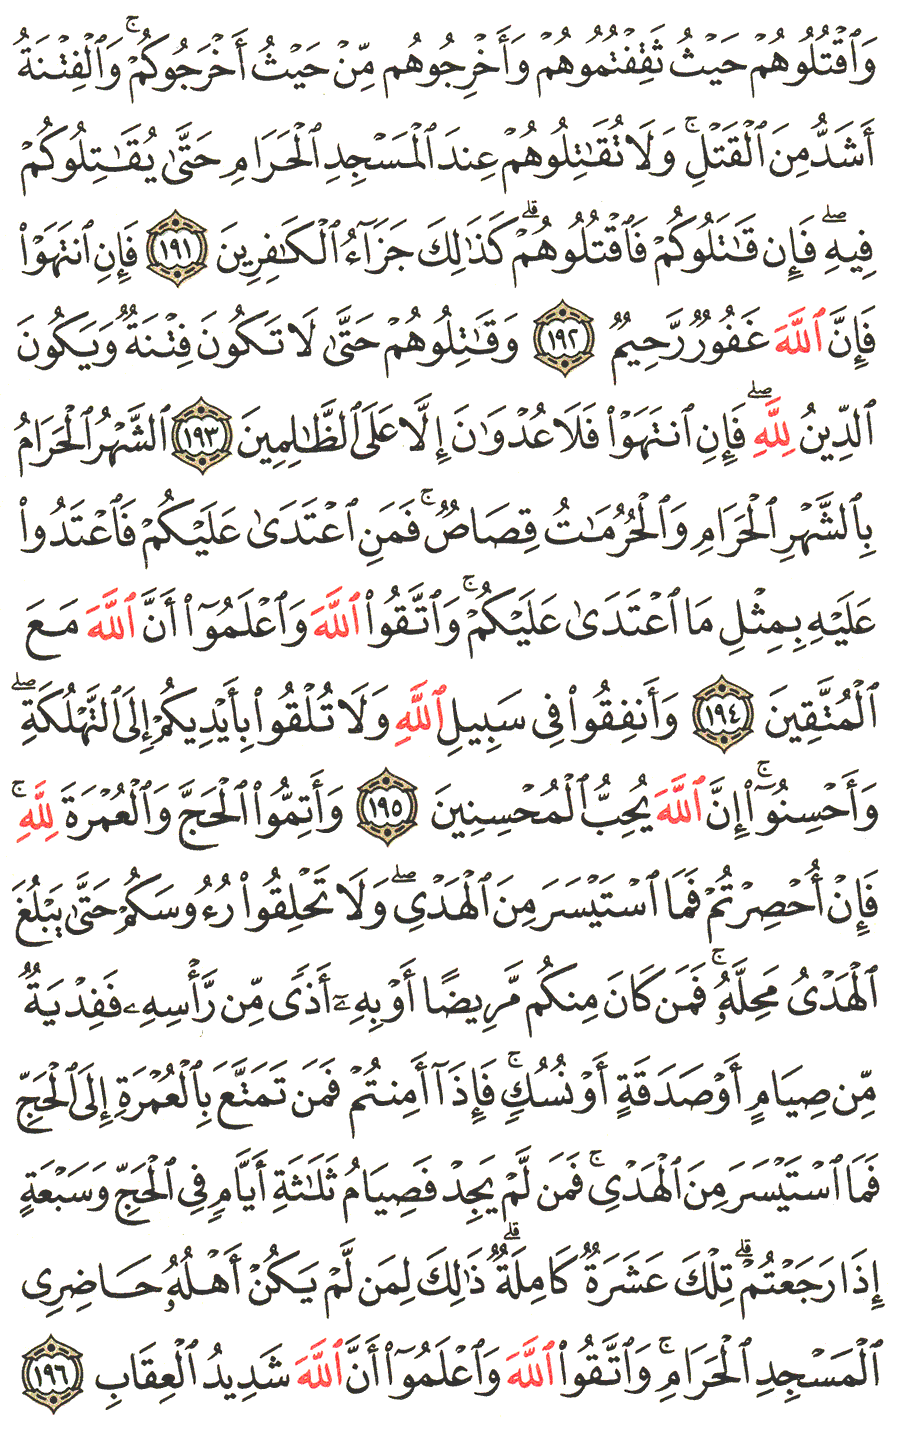 وَٱقۡتُلُوهُمۡ حَيۡثُ ثَقِفۡتُمُوهُمۡ وَأَخۡرِجُوهُم مِّنۡ حَيۡثُ أَخۡرَجُوكُمۡۚ وَٱلۡفِتۡنَةُ
أَشَدُّ مِنَ ٱلۡقَتۡلِۚ وَلَا تُقَٰتِلُوهُمۡ عِندَ ٱلۡمَسۡجِدِ ٱلۡحَرَامِ حَتَّىٰ يُقَٰتِلُوكُمۡ
فِيهِۖ فَإِن قَٰتَلُوكُمۡ فَٱقۡتُلُوهُمۡۗ كَذَٰلِكَ جَزَآءُ ٱلۡكَٰفِرِينَ ١٩١ فَإِنِ ٱنتَهَوۡاْ
فَإِنَّ ٱللَّهَ غَفُورٞ رَّحِيمٞ ١٩٢ وَقَٰتِلُوهُمۡ حَتَّىٰ لَا تَكُونَ فِتۡنَةٞ وَيَكُونَ
ٱلدِّينُ لِلَّهِۖ فَإِنِ ٱنتَهَوۡاْ فَلَا عُدۡوَٰنَ إِلَّا عَلَى ٱلظَّٰلِمِينَ ١٩٣ ٱلشَّهۡرُ ٱلۡحَرَامُ
بِٱلشَّهۡرِ ٱلۡحَرَامِ وَٱلۡحُرُمَٰتُ قِصَاصٞۚ فَمَنِ ٱعۡتَدَىٰ عَلَيۡكُمۡ فَٱعۡتَدُواْ
عَلَيۡهِ بِمِثۡلِ مَا ٱعۡتَدَىٰ عَلَيۡكُمۡۚ وَٱتَّقُواْ ٱللَّهَ وَٱعۡلَمُوٓاْ أَنَّ ٱللَّهَ مَعَ
ٱلۡمُتَّقِينَ ١٩٤ وَأَنفِقُواْ فِي سَبِيلِ ٱللَّهِ وَلَا تُلۡقُواْ بِأَيۡدِيكُمۡ إِلَى ٱلتَّهۡلُكَةِۖ
وَأَحۡسِنُوٓاْۚ إِنَّ ٱللَّهَ يُحِبُّ ٱلۡمُحۡسِنِينَ ١٩٥ وَأَتِمُّواْ ٱلۡحَجَّ وَٱلۡعُمۡرَةَ لِلَّهِۚ
فَإِنۡ أُحۡصِرۡتُمۡ فَمَا ٱسۡتَيۡسَرَ مِنَ ٱلۡهَدۡيِۖ وَلَا تَحۡلِقُواْ رُءُوسَكُمۡ حَتَّىٰ يَبۡلُغَ
ٱلۡهَدۡيُ مَحِلَّهُۥۚ فَمَن كَانَ مِنكُم مَّرِيضًا أَوۡ بِهِۦٓ أَذٗى مِّن رَّأۡسِهِۦ فَفِدۡيَةٞ
مِّن صِيَامٍ أَوۡ صَدَقَةٍ أَوۡ نُسُكٖۚ فَإِذَآ أَمِنتُمۡ فَمَن تَمَتَّعَ بِٱلۡعُمۡرَةِ إِلَى ٱلۡحَجِّ
فَمَا ٱسۡتَيۡسَرَ مِنَ ٱلۡهَدۡيِۚ فَمَن لَّمۡ يَجِدۡ فَصِيَامُ ثَلَٰثَةِ أَيَّامٖ فِي ٱلۡحَجِّ وَسَبۡعَةٍ
إِذَا رَجَعۡتُمۡۗ تِلۡكَ عَشَرَةٞ كَامِلَةٞۗ ذَٰلِكَ لِمَن لَّمۡ يَكُنۡ أَهۡلُهُۥ حَاضِرِي
ٱلۡمَسۡجِدِ ٱلۡحَرَامِۚ وَٱتَّقُواْ ٱللَّهَ وَٱعۡلَمُوٓاْ أَنَّ ٱللَّهَ شَدِيدُ ٱلۡعِقَابِ ١٩٦